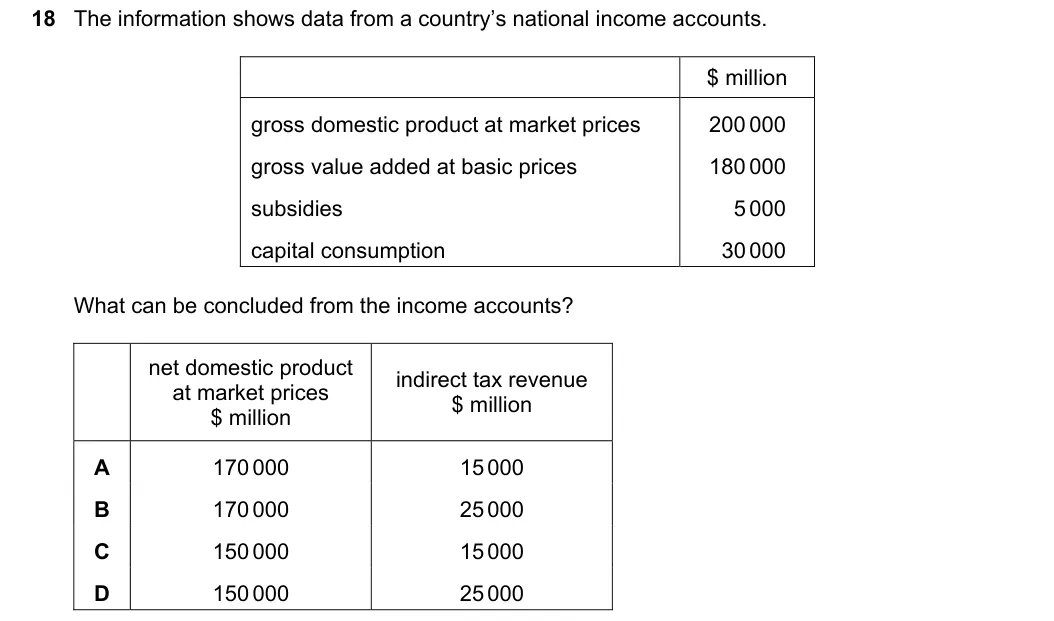 18 The information shows data from a country’s national income accounts.
$ million
gross domestic product at market prices 200 000
gross value added at basic prices 180 000
subsidies 5 000
capital consumption 30 000
What can be concluded from the income accounts?
net domestic product
at market prices
$ million
indirect tax revenue
$ million
A 170 000 15 000
B 170 000 25 000
C 150 000 15 000
D 150 000 25 000